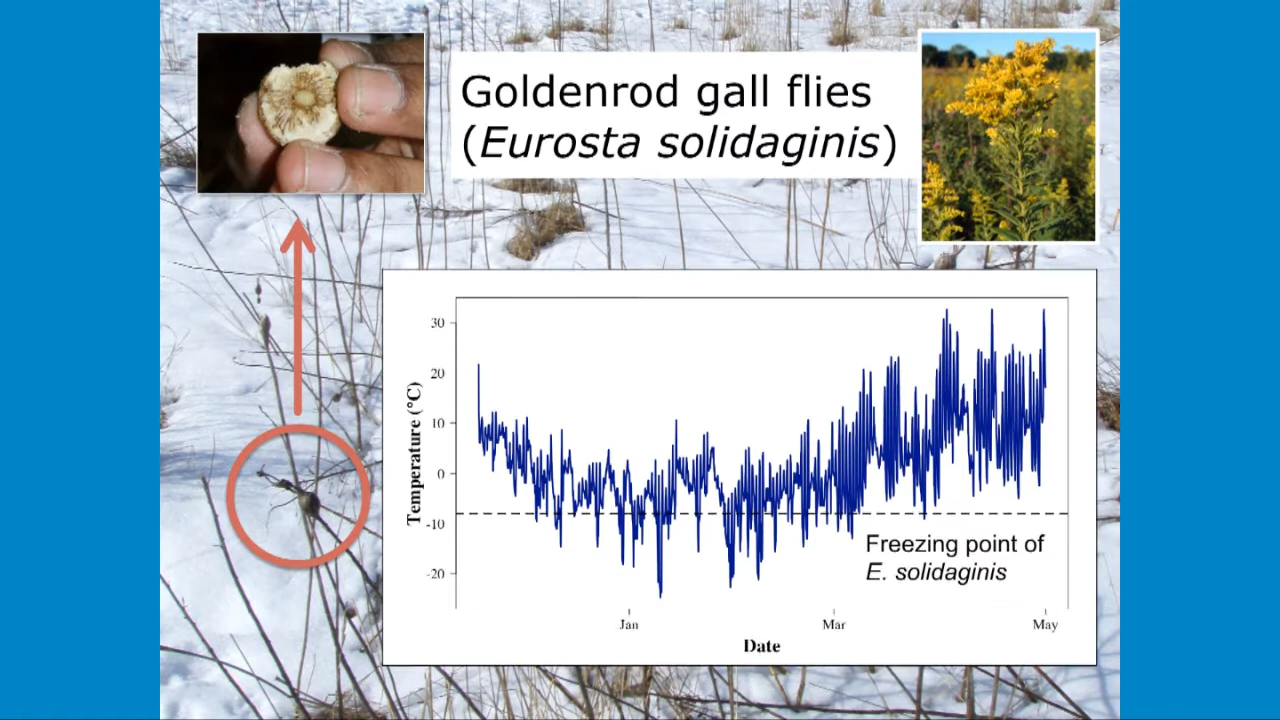 Goldenrod gall flies
(Eurosta solidaginis)
30
20
10
0
-10
-20
Temperature (°C)
Freezing point of
E. solidaginis
Jan
Mar
May
Date